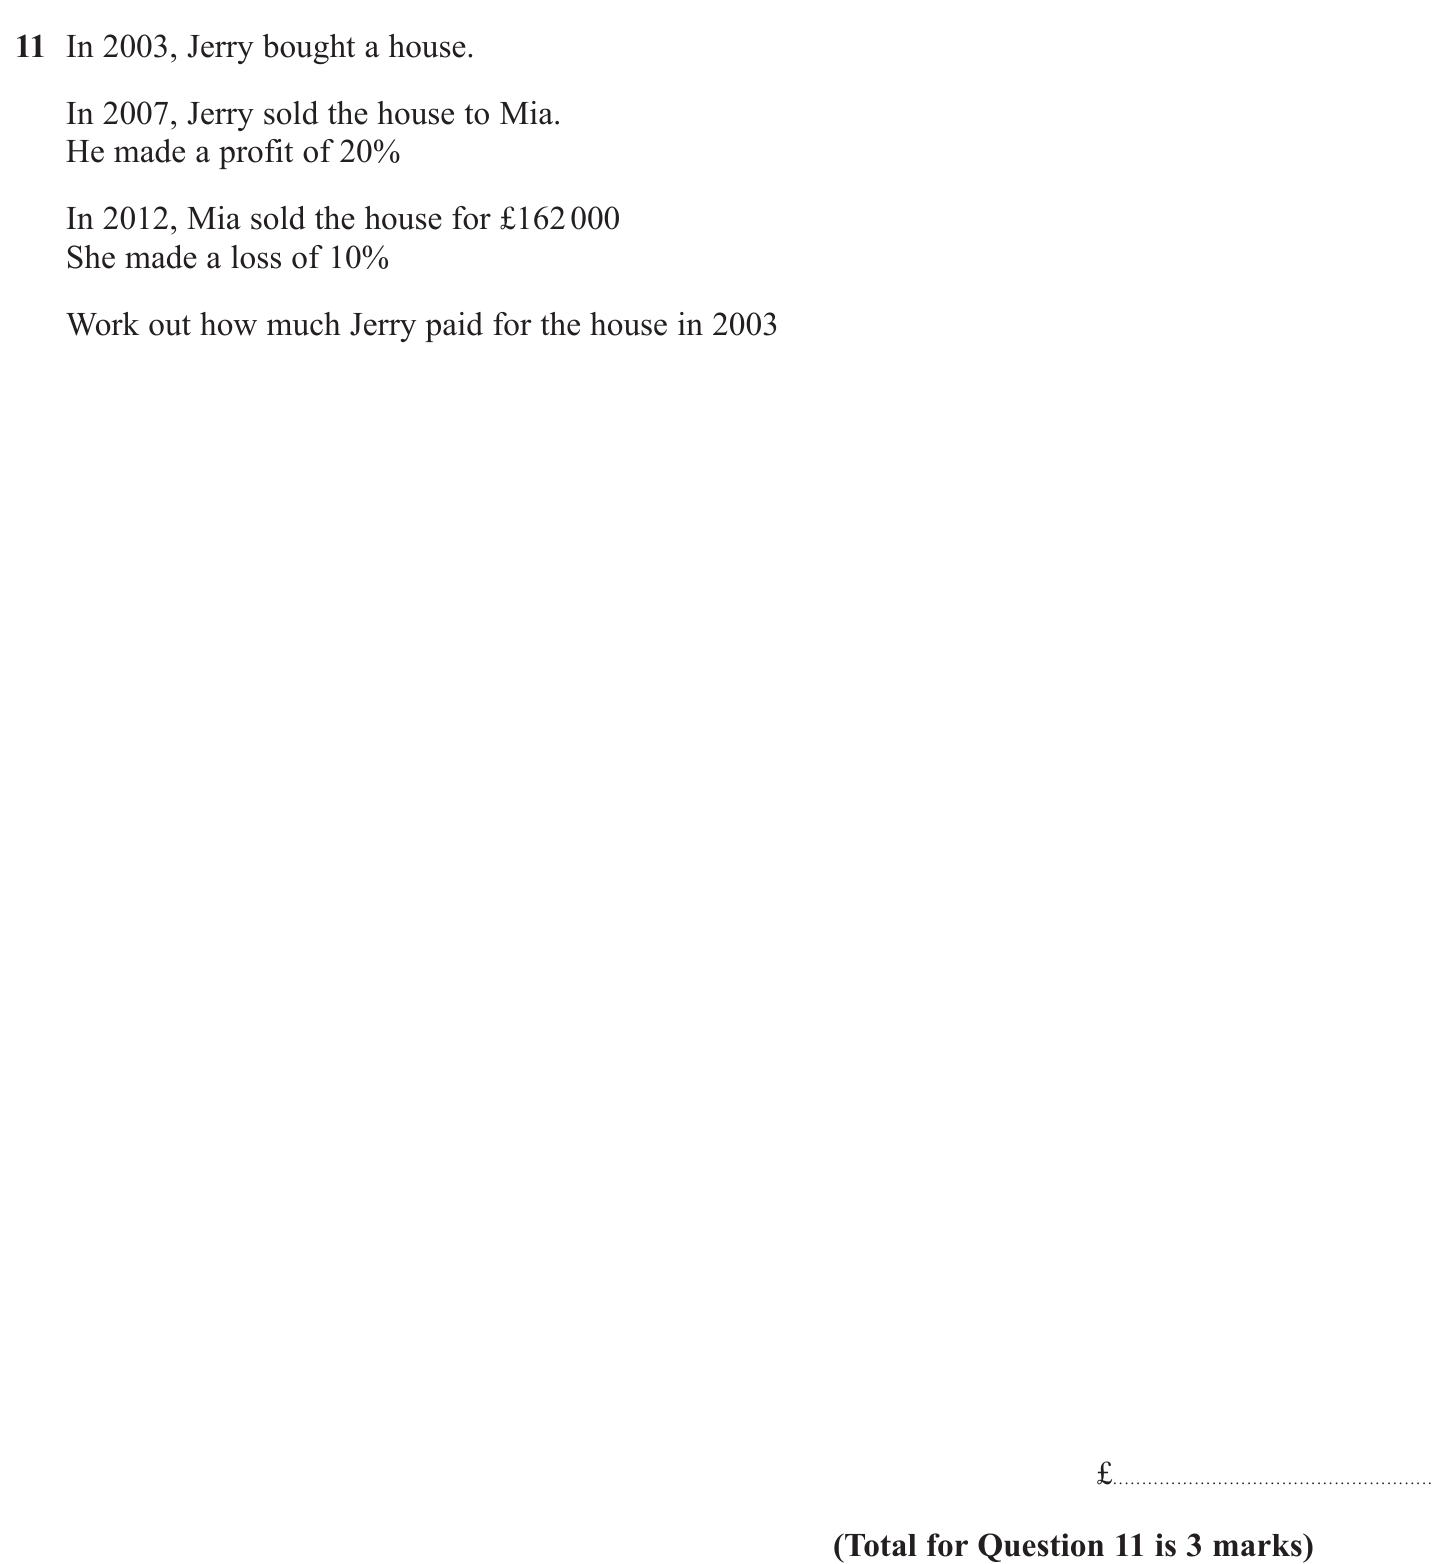 11 In 2003, Jerry bought a house.
In 2007, Jerry sold the house to Mia.
He made a profit of 20%
In 2012, Mia sold the house for £162 000
She made a loss of 10%
Work out how much Jerry paid for the house in 2003
£......................................................
(Total for Question 11 is 3 marks)